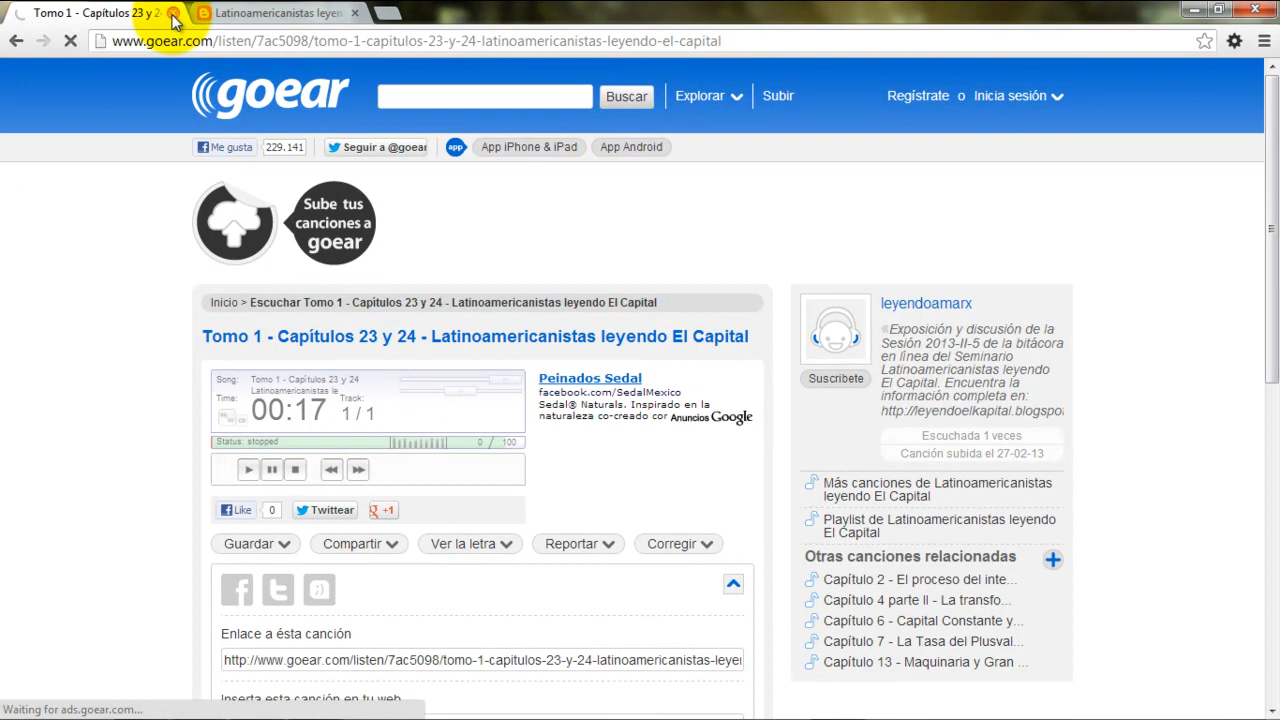 Tomo 1 - Capítulos 23 y 2
Latinoamericanistas leyen
www.goear.com/listen/7ac5098/tomo-1-capitulos-23-y-24-latinoamericanistas-leyendo-el-capital
goear
Buscar
Explorar
Subir
Regístrate o Inicia sesión
Me gusta
229.141
Seguir a @goear
app
App iPhone & iPad
App Android
Sube tus
canciones a
goear
Inicio > Escuchar Tomo 1 - Capítulos 23 y 24 - Latinoamericanistas leyendo El Capital
Tomo 1 - Capítulos 23 y 24 - Latinoamericanistas leyendo El Capital
Song: Tomo 1 - Capítulos 23 y 24
Latinoamericanistas le
Time: 00:17
Track: 1 / 1
Status: stopped
0 / 100
Peinados Sedal
facebook.com/SedalMexico
Sedal® Naturals. Inspirado en la
naturaleza co-creado cor
Anuncios Google
Like
0
Twittear
+1
Guardar
Compartir
Ver la letra
Reportar
Corregir
Enlace a ésta canción
http://www.goear.com/listen/7ac5098/tomo-1-capitulos-23-y-24-latinoamericanistas-leyer
Inserta esta canción en tu web
leyendoamarx
«Exposición y discusión de la
Sesión 2013-II-5 de la bitácora
en línea del Seminario
Latinoamericanistas leyendo
El Capital. Encuentra la
información completa en:
http://leyendoelkapital.blogspo
Suscribete
Escuchada 1 veces
Canción subida el 27-02-13
Más canciones de Latinoamericanistas
leyendo El Capital
Playlist de Latinoamericanistas leyendo
El Capital
Otras canciones relacionadas
Capítulo 2 - El proceso del inte...
Capítulo 4 parte II - La transfo...
Capítulo 6 - Capital Constante y...
Capítulo 7 - La Tasa del Plusval...
Capítulo 13 - Maquinaria y Gran ...
Waiting for ads.goear.com...